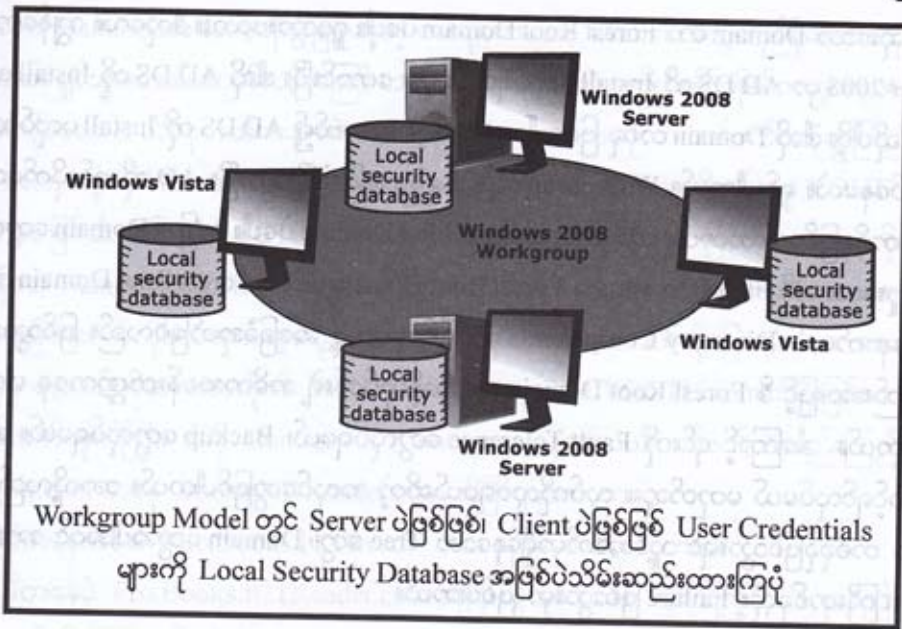 Windows 2008
Server
Local
security
database
Windows Vista
Local
security
database
Windows 2008
Workgroup
Local
security
database
Windows Vista
Local
security
database
Windows 2008
Server
Workgroup Model တွင် Server ပဲဖြစ်ဖြစ်၊ Client ပဲဖြစ်ဖြစ် User Credentials
များကို Local Security Database အဖြစ်ပဲသိမ်းဆည်းထားကြပုံ